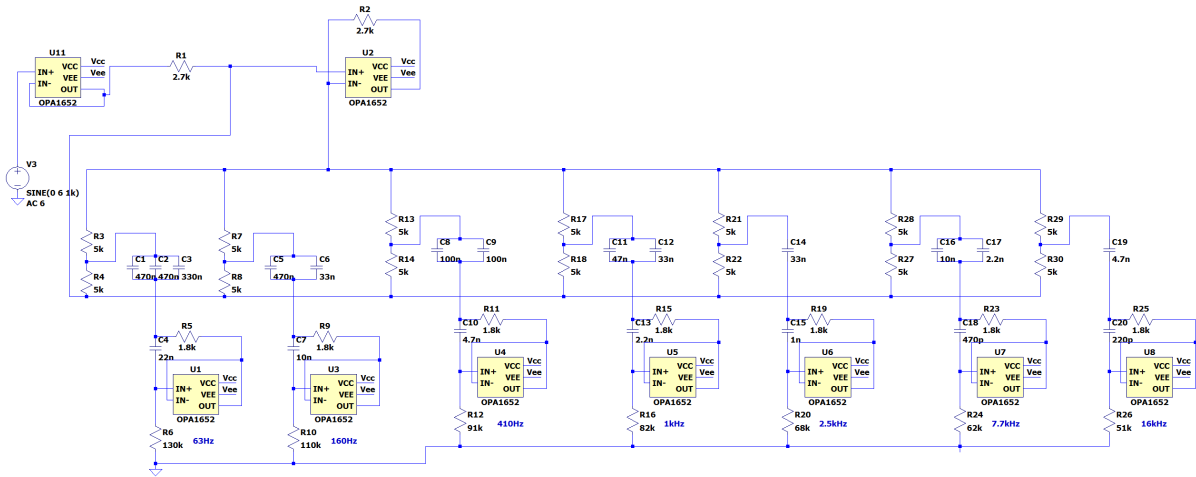 R2
2.7k
U11
VCC
VEE
IN+
IN-
OUT
OPA1652
Vcc
Vee
R1
2.7k
U2
VCC
VEE
IN+
IN-
OUT
OPA1652
Vcc
Vee
V3
SINE(0 6 1k)
AC 6
R3
5k
R4
5k
C1
470n
C2
470n
C3
330n
R7
5k
R8
5k
C5
470n
C6
33n
R13
5k
R14
5k
C8
100n
C9
100n
R17
5k
R18
5k
C11
47n
C12
33n
R21
5k
R22
5k
C14
33n
R28
5k
R27
5k
C16
10n
C17
2.2n
R29
5k
R30
5k
C19
4.7n
C4
22n
R5
1.8k
U1
VCC
VEE
IN+
IN-
OUT
OPA1652
Vcc
Vee
R6
130k
63Hz
C7
10n
R9
1.8k
U3
VCC
VEE
IN+
IN-
OUT
OPA1652
Vcc
Vee
R10
110k
160Hz
C10
4.7n
R11
1.8k
U4
VCC
VEE
IN+
IN-
OUT
OPA1652
Vcc
Vee
R12
91k
410Hz
C13
2.2n
R15
1.8k
U5
VCC
VEE
IN+
IN-
OUT
OPA1652
Vcc
Vee
R16
82k
1kHz
C15
1n
R19
1.8k
U6
VCC
VEE
IN+
IN-
OUT
OPA1652
Vcc
Vee
R20
68k
2.5kHz
C18
470p
R23
1.8k
U7
VCC
VEE
IN+
IN-
OUT
OPA1652
Vcc
Vee
R24
62k
7.7kHz
C20
220p
R25
1.8k
U8
VCC
VEE
IN+
IN-
OUT
OPA1652
Vcc
Vee
R26
51k
16kHz